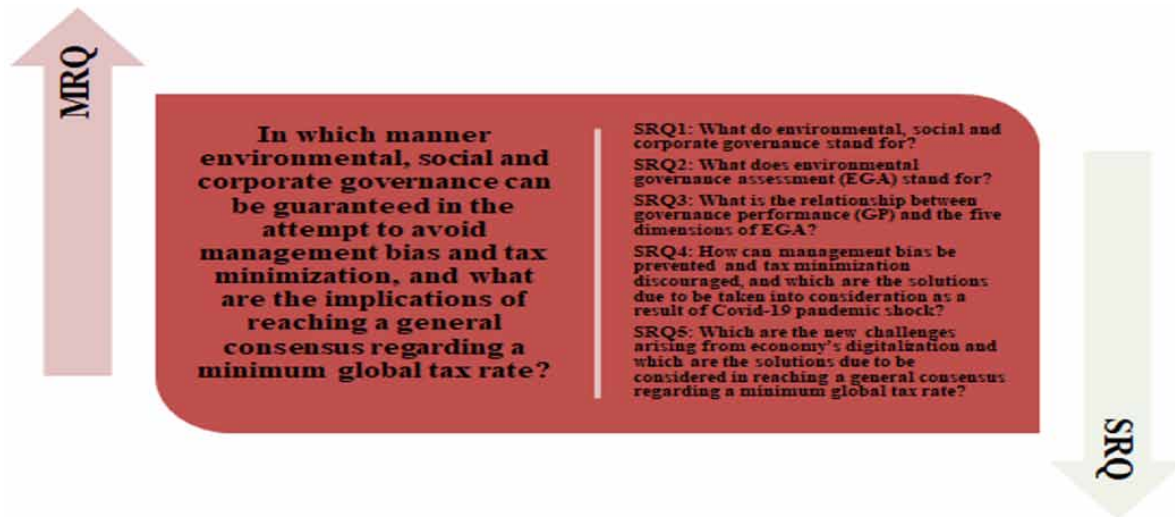 MRQ
In which manner
environmental, social and
corporate governance can
be guaranteed in the
attempt to avoid
management bias and tax
minimization, and what
are the implications of
reaching a general
consensus regarding a
minimum global tax rate?
SRQ1: What do environmental, social and
corporate governance stand for?
SRQ2: What does environmental
governance assessment (EGA) stand for?
SRQ3: What is the relationship between
governance performance (GP) and the five
dimensions of EGA?
SRQ4: How can management bias be
prevented and tax minimization
discouraged, and which are the solutions
due to be taken into consideration as a
result of Covid-19 pandemic shock?
SRQ5: Which are the new challenges
arising from economy's digitalization and
which are the solutions due to be
considered in reaching a general consensus
regarding a minimum global tax rate?
SRQ